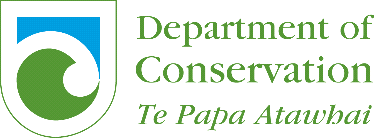 Department of
Conservation
Te Papa Atawhai